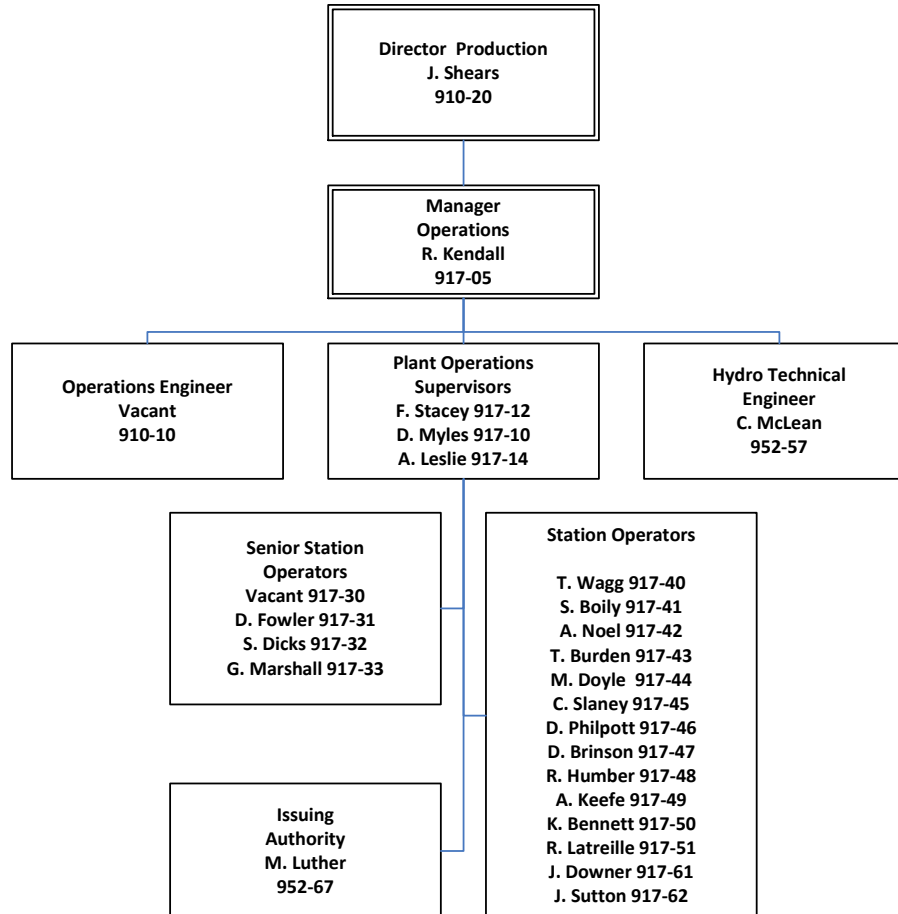 Director  Production
J. Shears
910-20
Manager
Operations
R. Kendall
917-05
Operations Engineer
Vacant
910-10
Plant Operations
Supervisors
F. Stacey 917-12
D. Myles 917-10
A. Leslie 917-14
Hydro Technical
Engineer
C. McLean
952-57
Senior Station
Operators
Vacant 917-30
D. Fowler 917-31
S. Dicks 917-32
G. Marshall 917-33
Station Operators
T. Wagg 917-40
S. Boily 917-41
A. Noel 917-42
T. Burden 917-43
M. Doyle  917-44
C. Slaney 917-45
D. Philpott 917-46
D. Brinson 917-47
R. Humber 917-48
A. Keefe 917-49
K. Bennett 917-50
R. Latreille 917-51
J. Downer 917-61
J. Sutton 917-62
Issuing
Authority
M. Luther
952-67